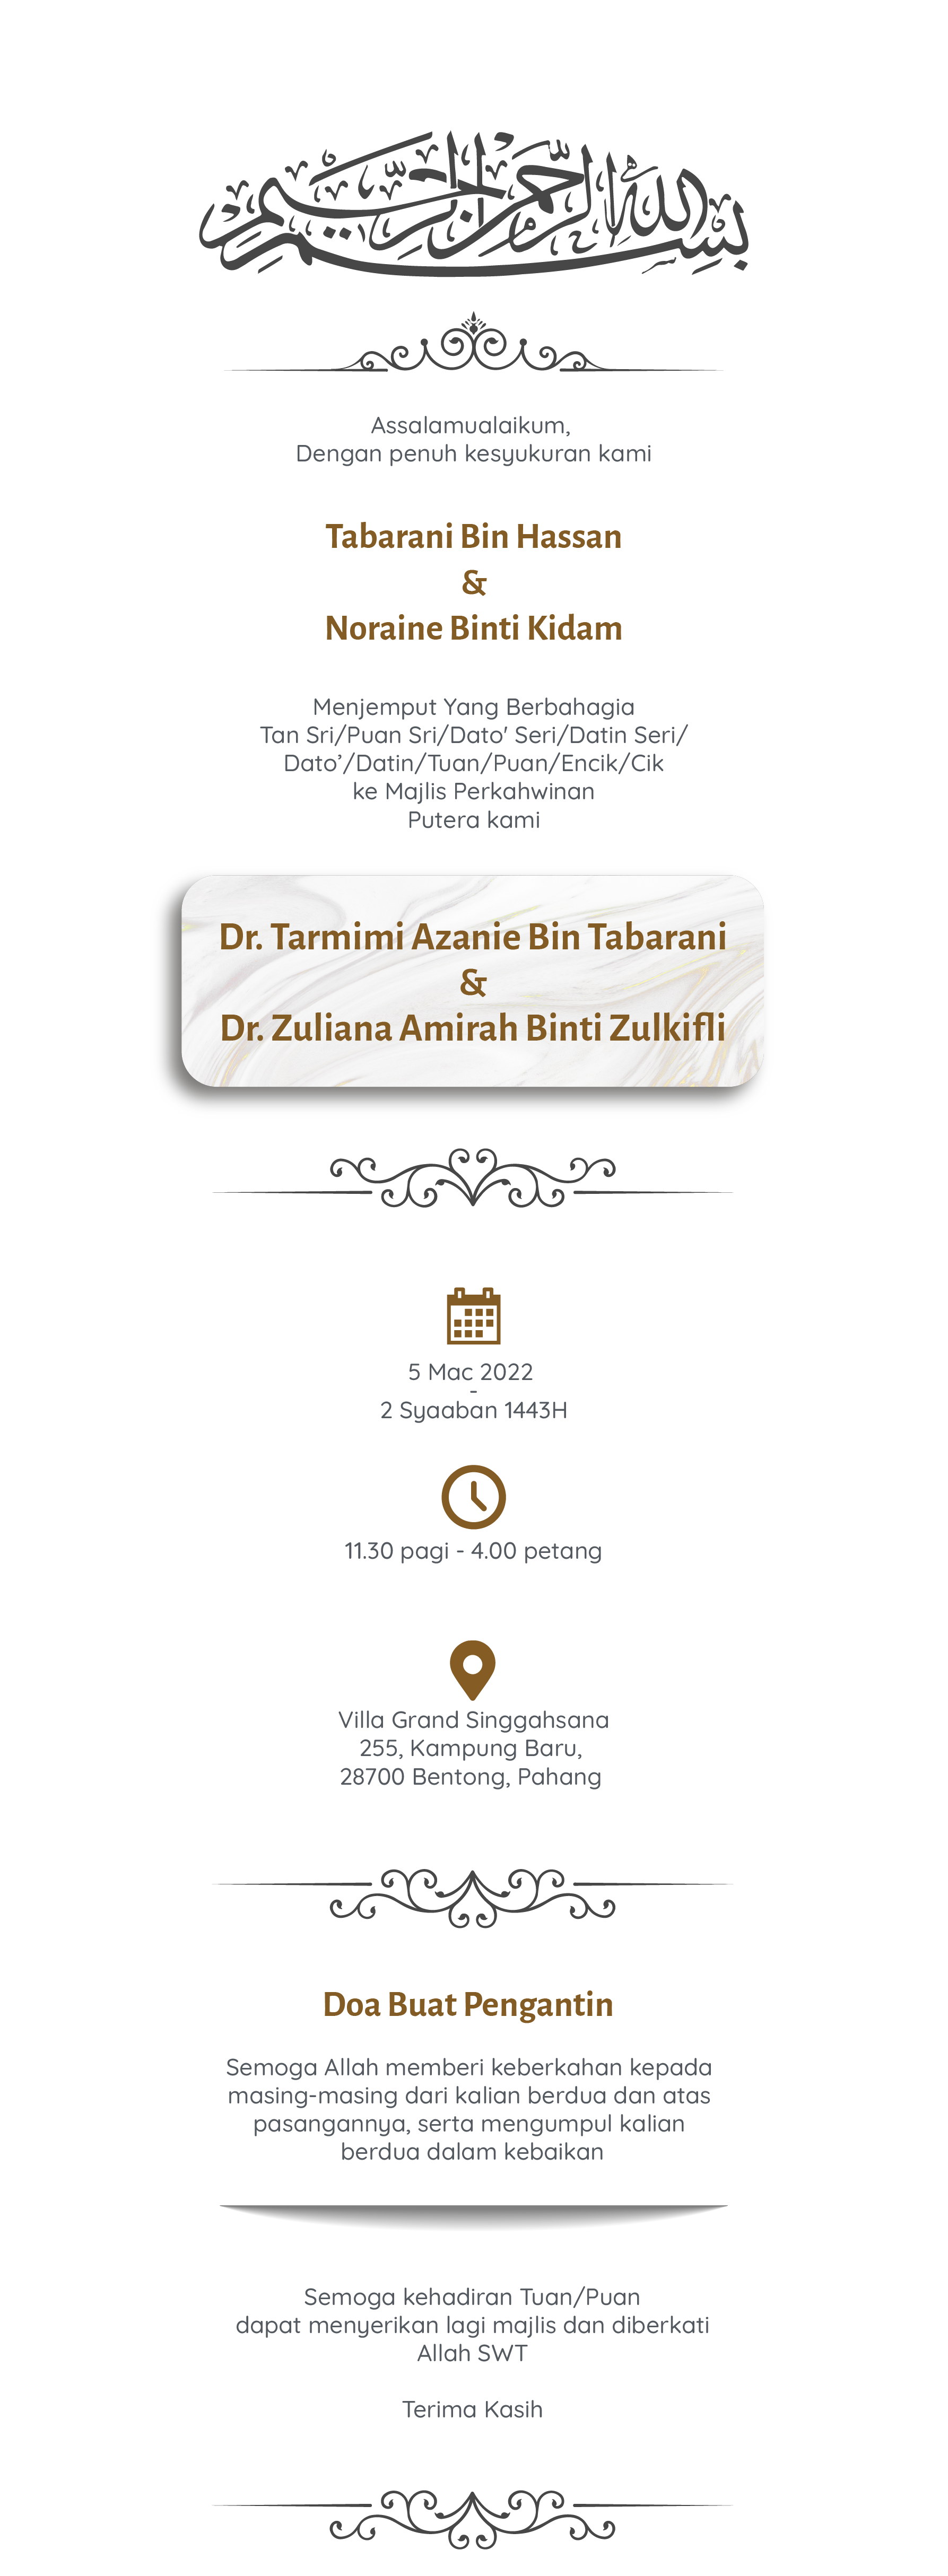 بسم الله الرحمن الرحيم
Assalamualaikum,
Dengan penuh kesyukuran kami
Tabarani Bin Hassan
&
Noraine Binti Kidam
Menjemput Yang Berbahagia
Tan Sri/Puan Sri/Dato' Seri/Datin Seri/
Dato’/Datin/Tuan/Puan/Encik/Cik
ke Majlis Perkahwinan
Putera kami
Dr. Tarmimi Azanie Bin Tabarani
&
Dr. Zuliana Amirah Binti Zulkifli
5 Mac 2022
-
2 Syaaban 1443H
11.30 pagi - 4.00 petang
Villa Grand Singgahsana
255, Kampung Baru,
28700 Bentong, Pahang
Doa Buat Pengantin
Semoga Allah memberi keberkahan kepada
masing-masing dari kalian berdua dan atas
pasangannya, serta mengumpul kalian
berdua dalam kebaikan
Semoga kehadiran Tuan/Puan
dapat menyerikan lagi majlis dan diberkati
Allah SWT
Terima Kasih